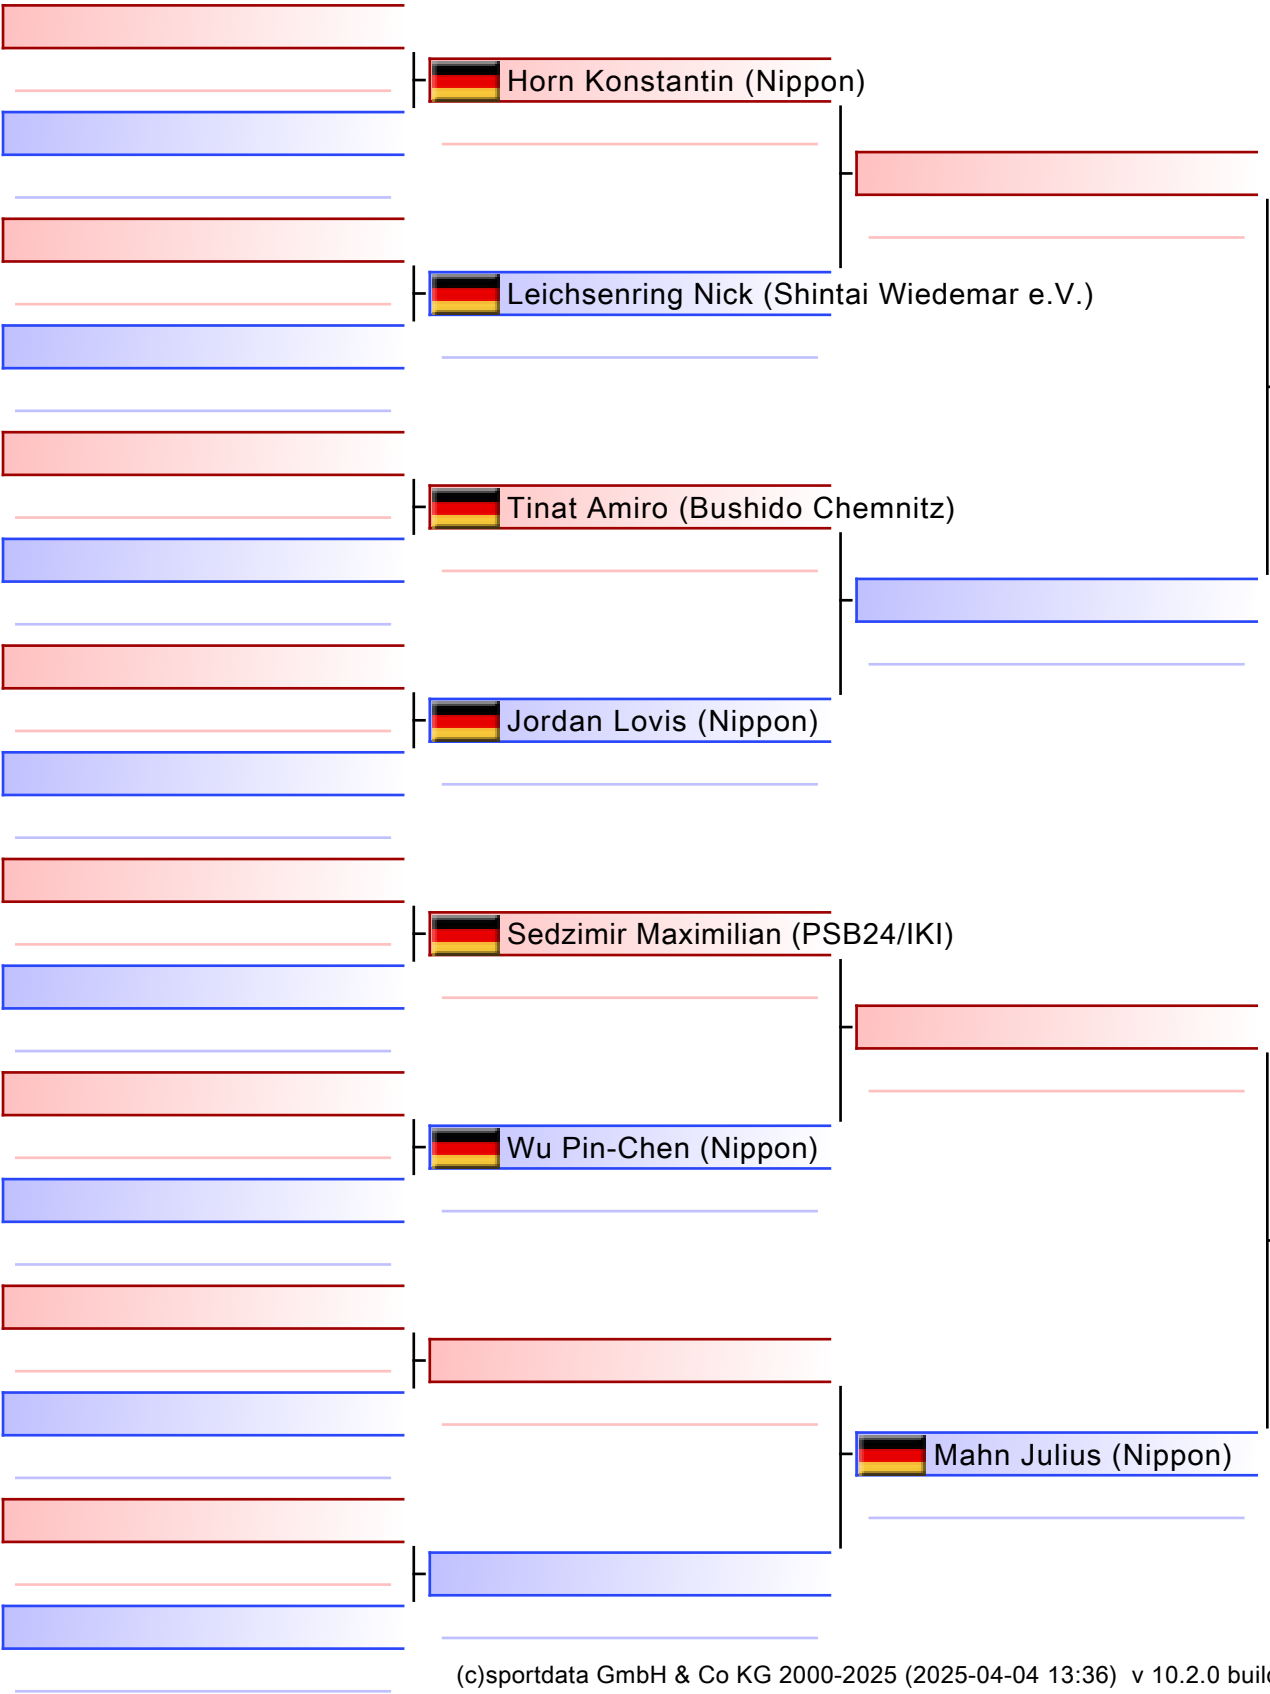 Horn Konstantin (Nippon)
Leichsenring Nick (Shintai Wiedemar e.V.)
Tinat Amiro (Bushido Chemnitz)
Jordan Lovis (Nippon)
Sedzimir Maximilian (PSB24/IKI)
Wu Pin-Chen (Nippon)
Mahn Julius (Nippon)
(c)sportdata GmbH & Co KG 2000-2025 (2025-04-04 13:36) v 10.2.0